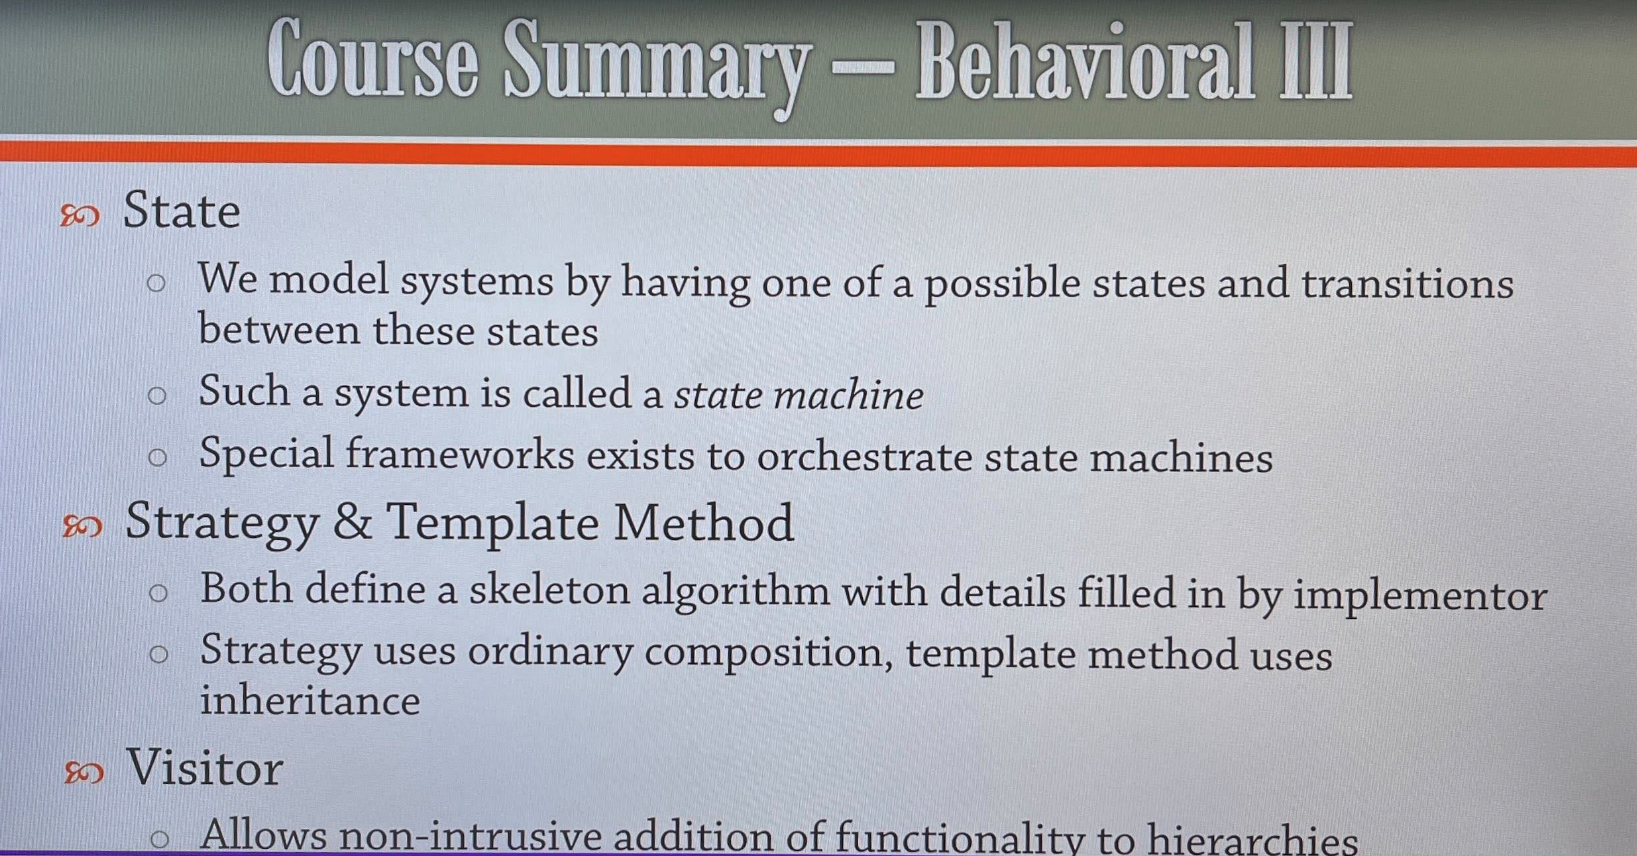 Course Summary — Behavioral III
State
We model systems by having one of a possible states and transitions
between these states
Such a system is called a state machine
Special frameworks exists to orchestrate state machines
Strategy & Template Method
Both define a skeleton algorithm with details filled in by implementor
Strategy uses ordinary composition, template method uses
inheritance
Visitor
Allows non-intrusive addition of functionality to hierarchies